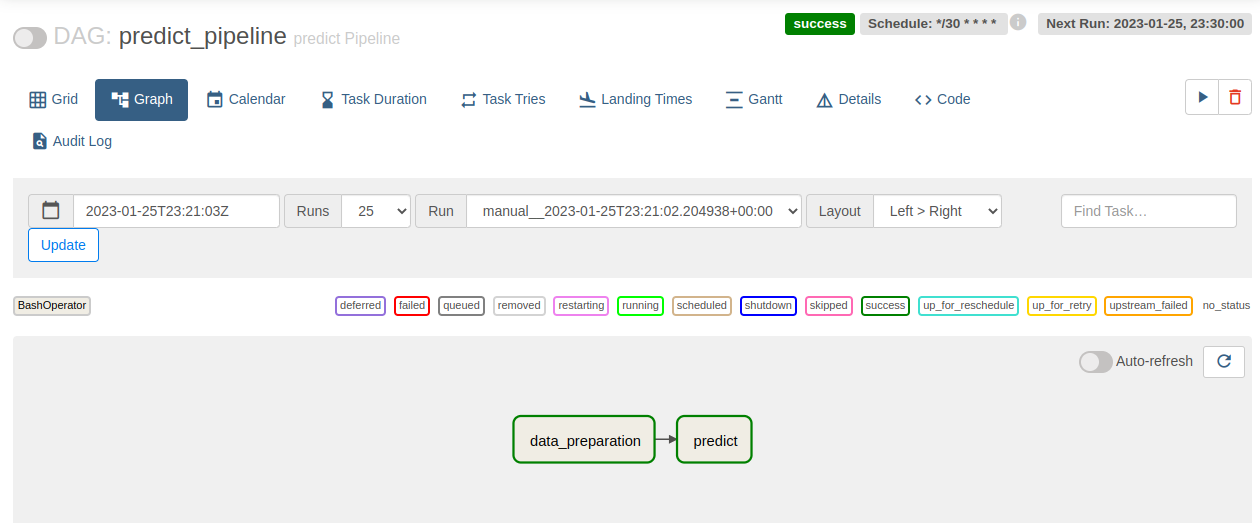 DAG: predict_pipeline predict Pipeline
success Schedule: */30 * * * * Next Run: 2023-01-25, 23:30:00
Grid Graph Calendar Task Duration Task Tries Landing Times Gantt Details Code
Audit Log
2023-01-25T23:21:03Z Runs 25 Run manual__2023-01-25T23:21:02.204938+00:00 Layout Left > Right Find Task...
Update
BashOperator deferred failed queued removed restarting running scheduled shutdown skipped success up_for_reschedule up_for_retry upstream_failed no_status
Auto-refresh
data_preparation predict